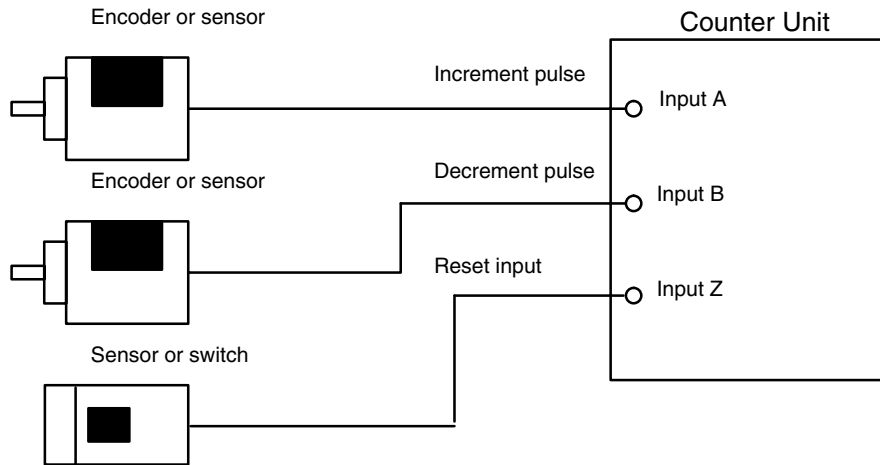 Encoder or sensor
Counter Unit
Increment pulse
Input A
Encoder or sensor
Decrement pulse
Input B
Reset input
Input Z
Sensor or switch